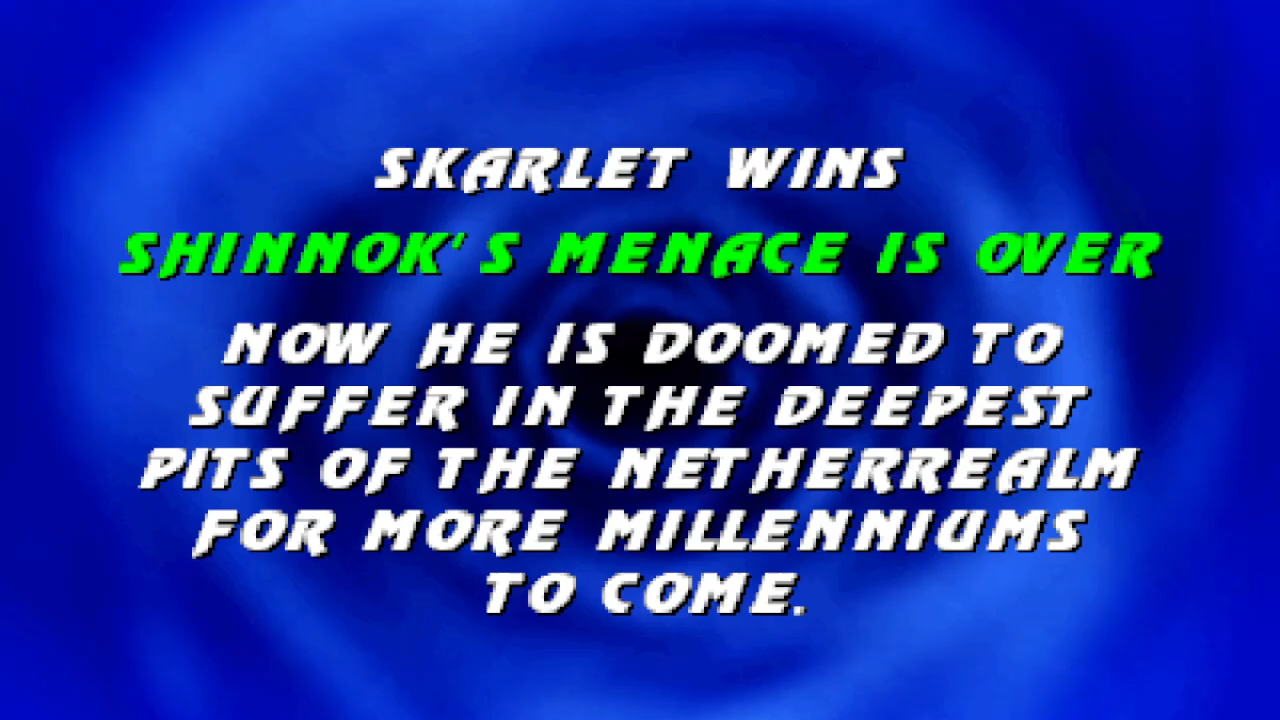 SKARLET WINS
SHINNOK'S MENACE IS OVER
NOW HE IS DOOMED TO
SUFFER IN THE DEEPEST
PITS OF THE NETHERREALM
FOR MORE MILLENNIUMS
TO COME.